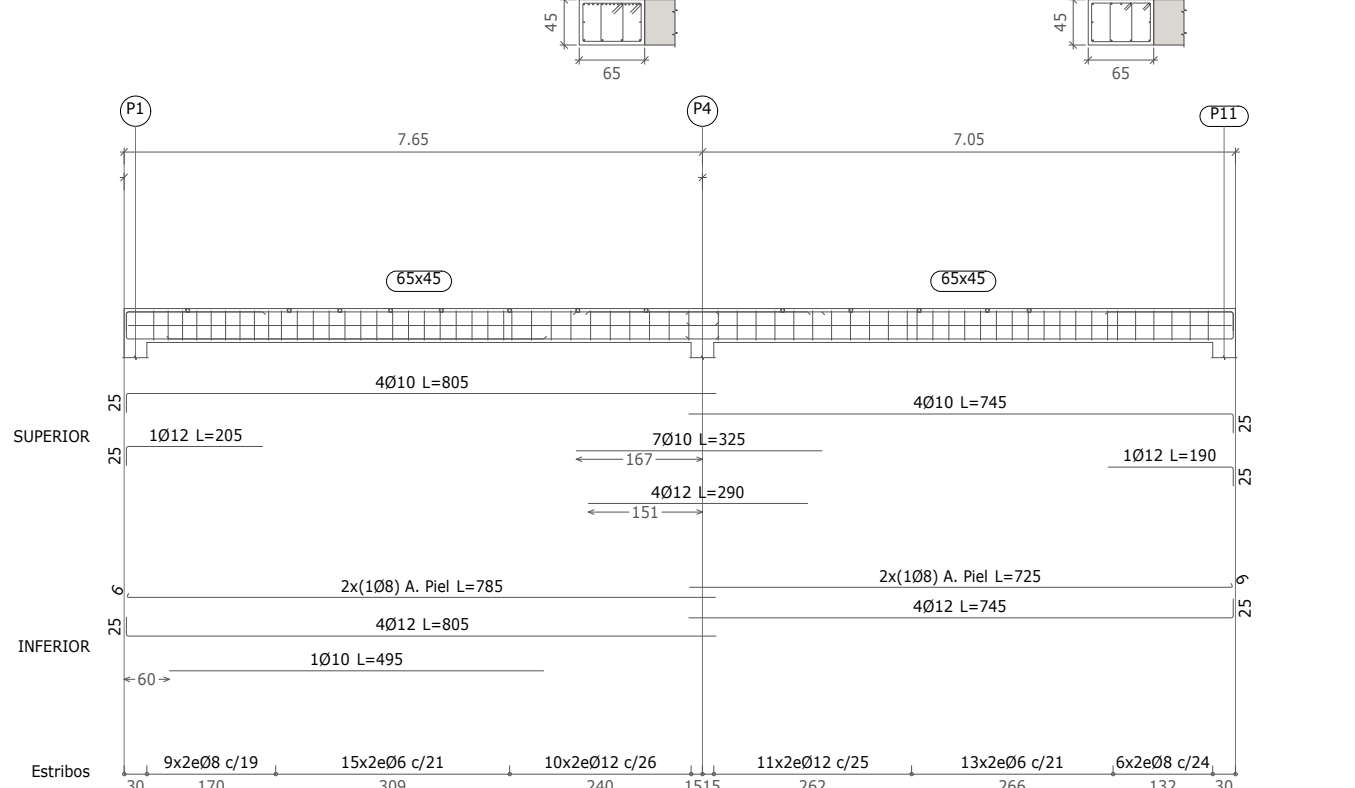 45
65
45
65
P1
P4
P11
7.65
7.05
65x45
65x45
4Ø10 L=805
25
4Ø10 L=745
25
SUPERIOR
1Ø12 L=205
25
7Ø10 L=325
167
1Ø12 L=190
25
4Ø12 L=290
151
2x(1Ø8) A. Piel L=785
6
2x(1Ø8) A. Piel L=725
6
4Ø12 L=745
25
4Ø12 L=805
25
INFERIOR
1Ø10 L=495
60
Estribos
9x2eØ8 c/19 15x2eØ6 c/21 10x2eØ12 c/26 11x2eØ12 c/25 13x2eØ6 c/21 6x2eØ8 c/24
30 170 309 240 1515 262 266 132 30